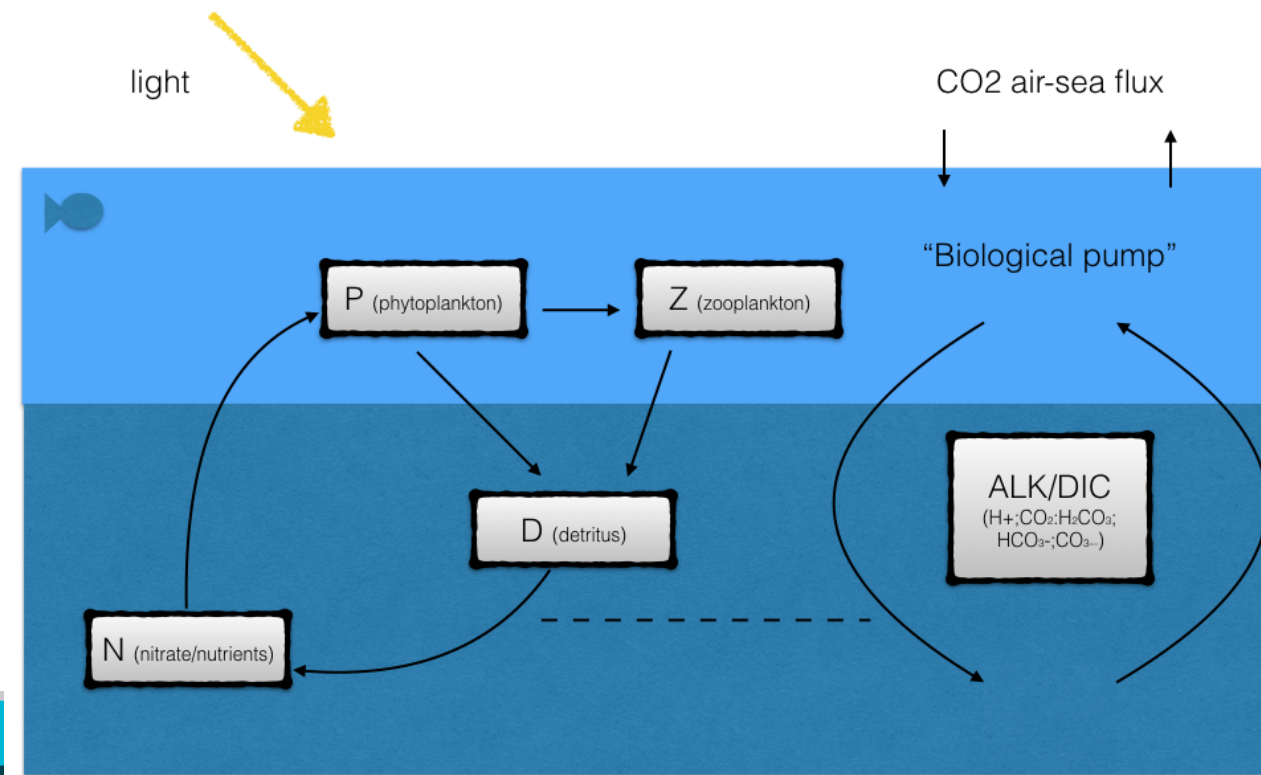 light
CO2 air-sea flux
“Biological pump”
P (phytoplankton)
Z (zooplankton)
ALK/DIC
(H+;CO₂:H₂CO₃;
HCO₃-;CO₃--)
D (detritus)
N (nitrate/nutrients)